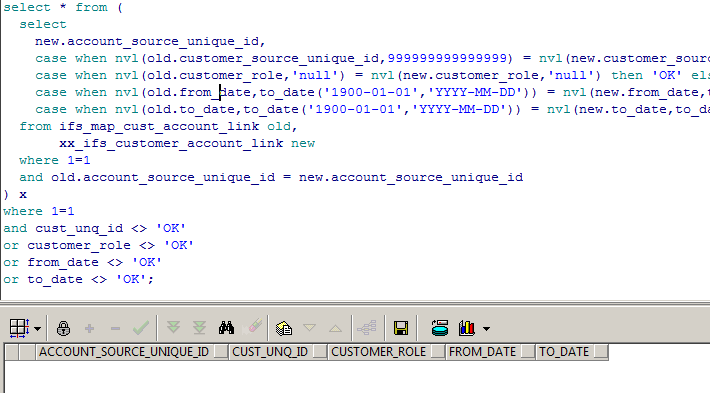 select * from (
select
new.account_source_unique_id,
case when nvl(old.customer_source_unique_id,999999999999999) = nvl(new.customer_sourc
case when nvl(old.customer_role,'null') = nvl(new.customer_role,'null') then 'OK' els
case when nvl(old.from_date,to_date('1900-01-01','YYYY-MM-DD')) = nvl(new.from_date,t
case when nvl(old.to_date,to_date('1900-01-01','YYYY-MM-DD')) = nvl(new.to_date,to_da
from ifs_map_cust_account_link old,
xx_ifs_customer_account_link new
where 1=1
and old.account_source_unique_id = new.account_source_unique_id
) x
where 1=1
and cust_unq_id <> 'OK'
or customer_role <> 'OK'
or from_date <> 'OK'
or to_date <> 'OK';
ACCOUNT_SOURCE_UNIQUE_ID CUST_UNQ_ID CUSTOMER_ROLE FROM_DATE TO_DATE